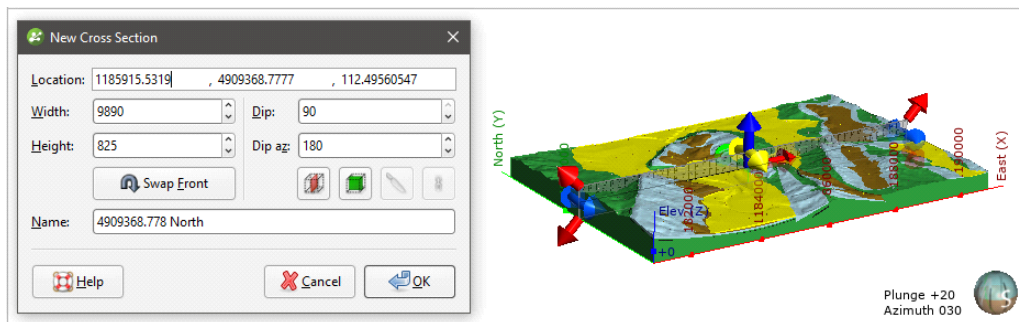 New Cross Section
Location: 1185915.5319 , 4909368.7777 , 112.49560547
Width: 9890 Dip: 90
Height: 825 Dip az: 180
Swap Front
Name: 4909368.778 North
Help Cancel OK
North (Y)
East (X)
Elev (Z)
+0
1184000
188000
190000
Plunge +20
Azimuth 030
S